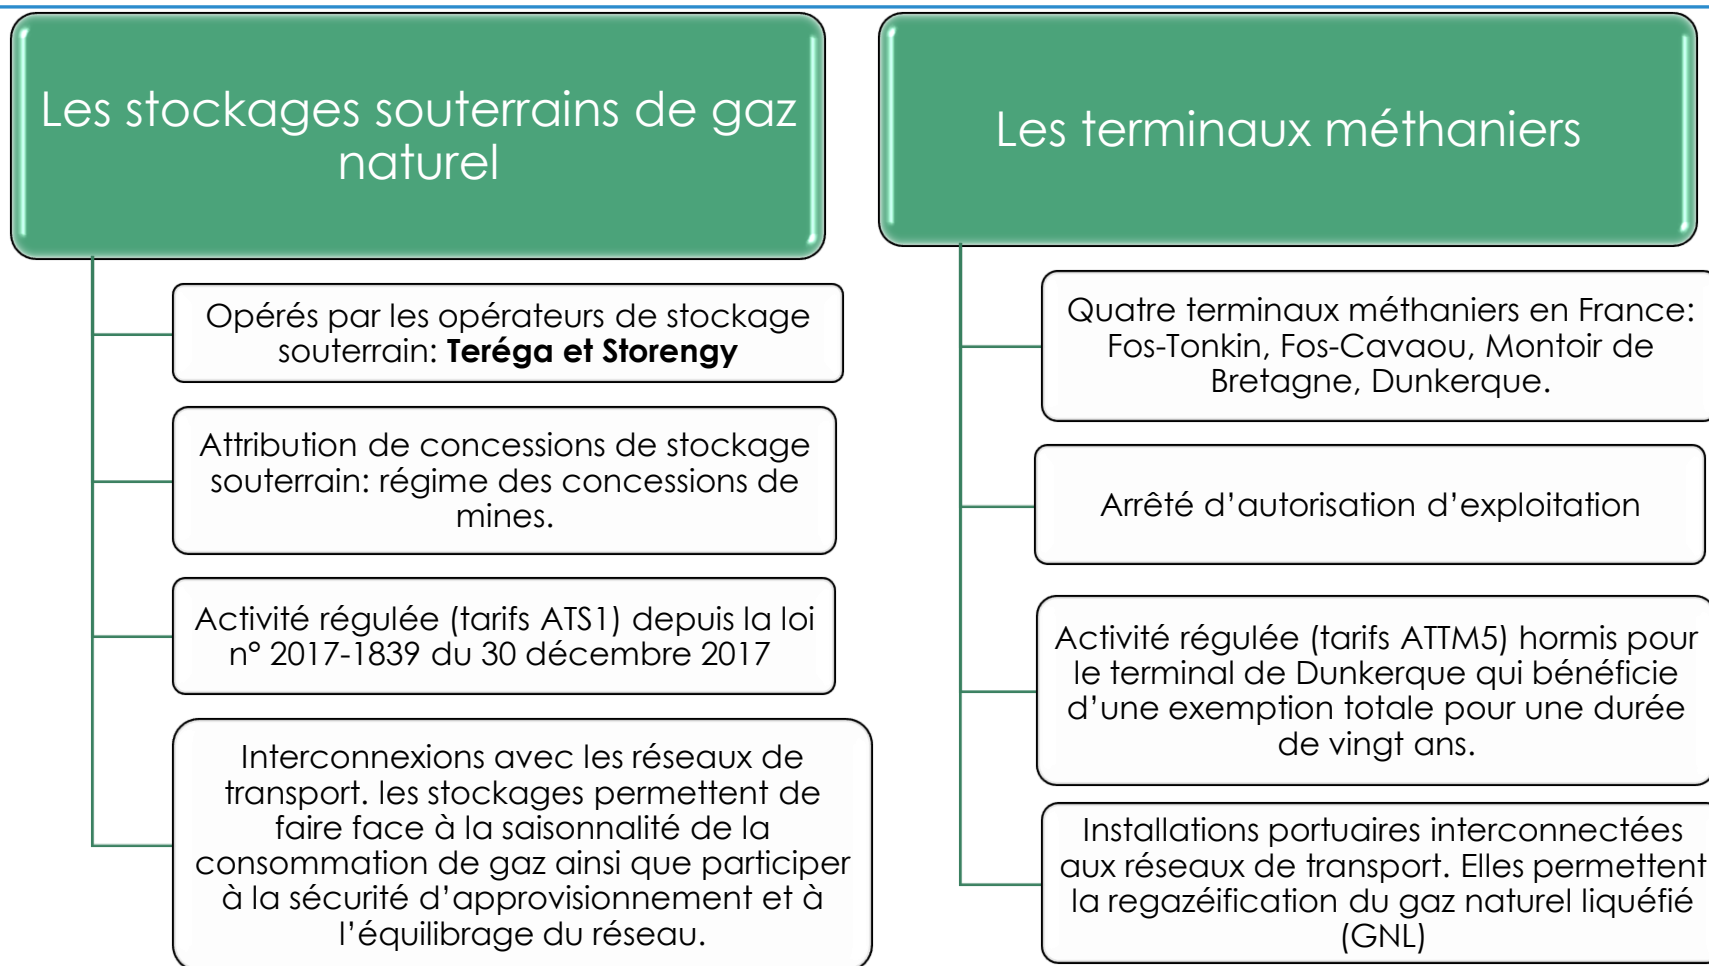 Les stockages souterrains de gaz
naturel
Opérés par les opérateurs de stockage
souterrain: Teréga et Storengy
Attribution de concessions de stockage
souterrain: régime des concessions de
mines.
Activité régulée (tarifs ATS1) depuis la loi
n° 2017-1839 du 30 décembre 2017
Interconnexions avec les réseaux de
transport. les stockages permettent de
faire face à la saisonnalité de la
consommation de gaz ainsi que participer
à la sécurité d’approvisionnement et à
l’équilibrage du réseau.
Les terminaux méthaniers
Quatre terminaux méthaniers en France:
Fos-Tonkin, Fos-Cavaou, Montoir de
Bretagne, Dunkerque.
Arrêté d’autorisation d’exploitation
Activité régulée (tarifs ATTM5) hormis pour
le terminal de Dunkerque qui bénéficie
d’une exemption totale pour une durée
de vingt ans.
Installations portuaires interconnectées
aux réseaux de transport. Elles permettent
la regazéification du gaz naturel liquéfié
(GNL)